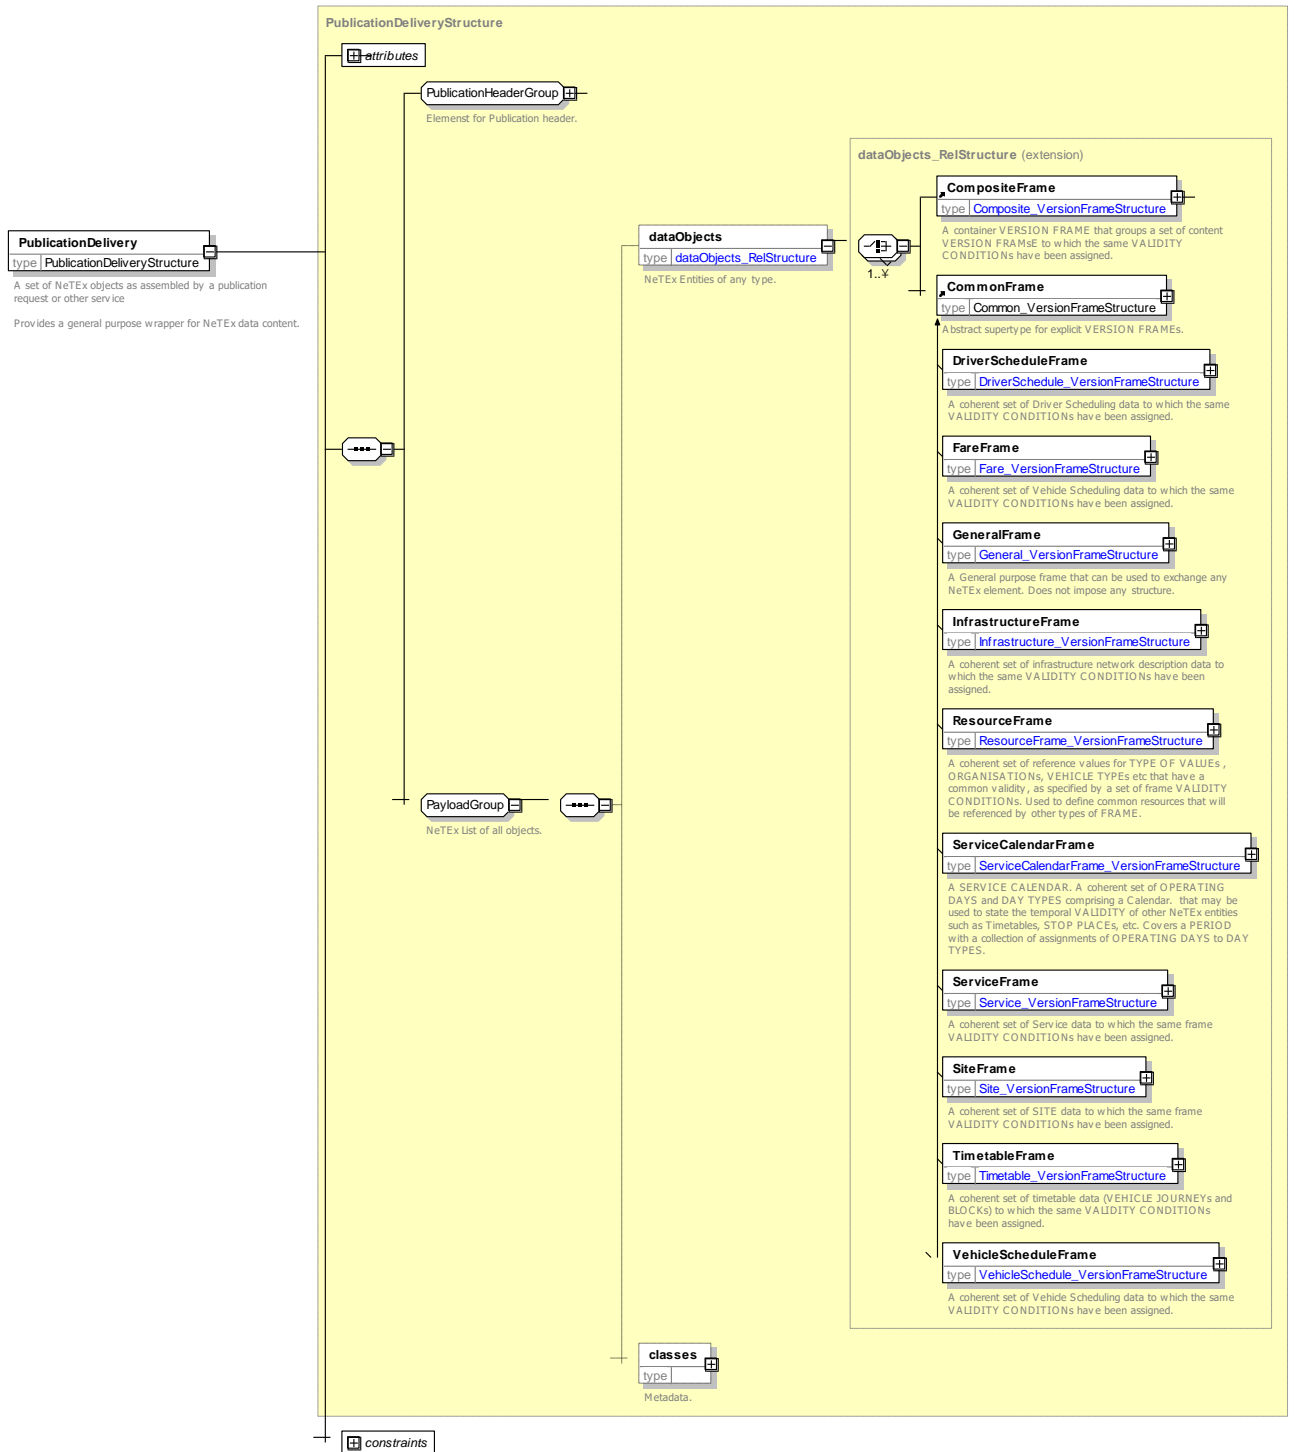 PublicationDeliveryStructure
attributes
PublicationHeaderGroup
Elemenst for Publication header.
dataObjects_RelStructure (extension)
CompositeFrame
type Composite_VersionFrameStructure
A container VERSION FRAME that groups a set of content
VERSION FRAMsE to which the same VALIDITY
CONDITIONs have been assigned.
PublicationDelivery
type PublicationDeliveryStructure
A set of NeTEx objects as assembled by a publication
request or other service
Provides a general purpose wrapper for NeTEx data content.
dataObjects
type dataObjects_RelStructure
NeTEx Entities of any type.
1..¥
CommonFrame
type Common_VersionFrameStructure
Abstract supertype for explicit VERSION FRAMEs.
DriverScheduleFrame
type DriverSchedule_VersionFrameStructure
A coherent set of Driver Scheduling data to which the same
VALIDITY CONDITIONs have been assigned.
FareFrame
type Fare_VersionFrameStructure
A coherent set of Vehicle Scheduling data to which the same
VALIDITY CONDITIONs have been assigned.
GeneralFrame
type General_VersionFrameStructure
A General purpose frame that can be used to exchange any
NeTEx element. Does not impose any structure.
InfrastructureFrame
type Infrastructure_VersionFrameStructure
A coherent set of infrastructure network description data to
which the same VALIDITY CONDITIONs have been
assigned.
ResourceFrame
type ResourceFrame_VersionFrameStructure
A coherent set of reference values for TYPE OF VALUEs ,
ORGANISATIONs, VEHICLE TYPEs etc that have a
common validity, as specified by a set of frame VALIDITY
CONDITIONs. Used to define common resources that will
be referenced by other types of FRAME.
PayloadGroup
NeTEx List of all objects.
ServiceCalendarFrame
type ServiceCalendarFrame_VersionFrameStructure
A SERVICE CALENDAR. A coherent set of OPERATING
DAYS and DAY TYPES comprising a Calendar. that may be
used to state the temporal VALIDITY of other NeTEx entities
such as Timetables, STOP PLACEs, etc. Covers a PERIOD
with a collection of assignments of OPERATING DAYS to DAY
TYPES.
ServiceFrame
type Service_VersionFrameStructure
A coherent set of Service data to which the same frame
VALIDITY CONDITIONs have been assigned.
SiteFrame
type Site_VersionFrameStructure
A coherent set of SITE data to which the same frame
VALIDITY CONDITIONs have been assigned.
TimetableFrame
type Timetable_VersionFrameStructure
A coherent set of timetable data (VEHICLE JOURNEYs and
BLOCKs) to which the same VALIDITY CONDITIONs
have been assigned.
VehicleScheduleFrame
type VehicleSchedule_VersionFrameStructure
A coherent set of Vehicle Scheduling data to which the same
VALIDITY CONDITIONs have been assigned.
classes
type
Metadata.
constraints